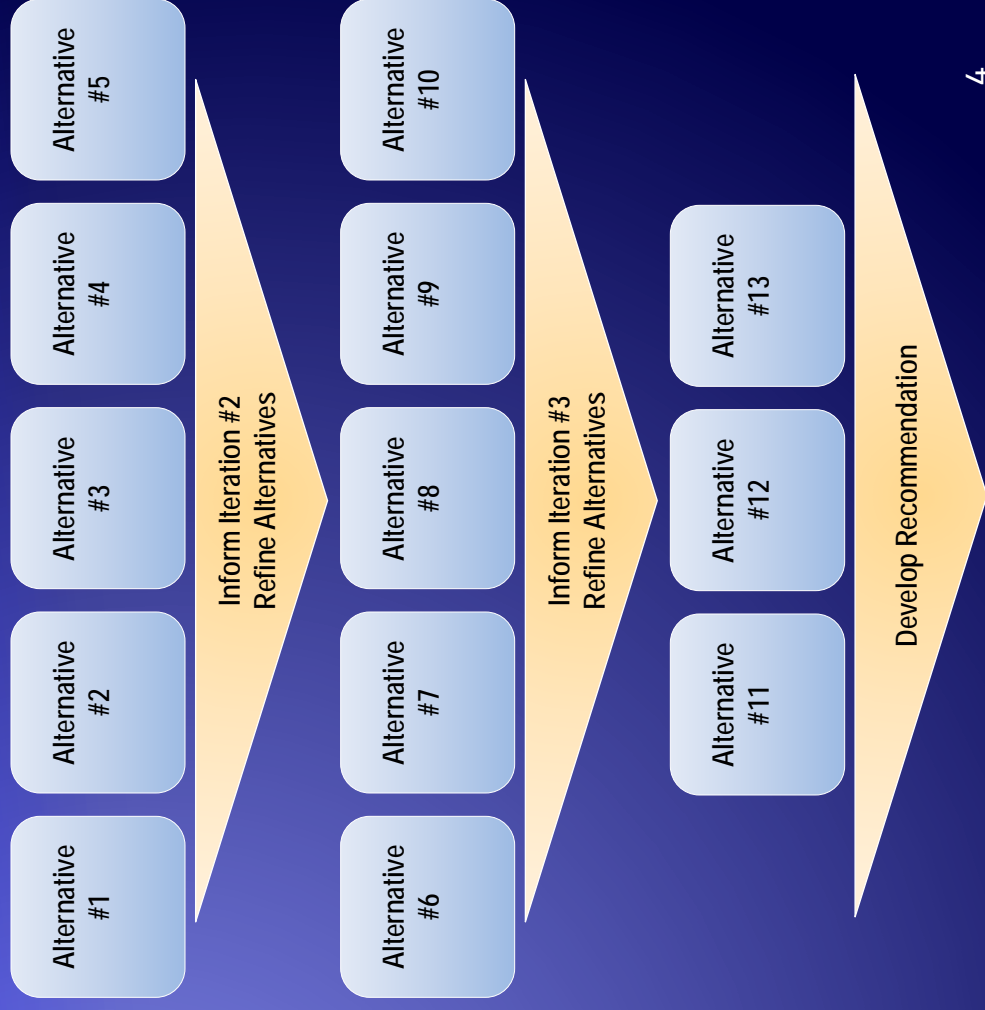 Alternative
#1
Alternative
#2
Alternative
#3
Alternative
#4
Alternative
#5
Inform Iteration #2
Refine Alternatives
Alternative
#6
Alternative
#7
Alternative
#8
Alternative
#9
Alternative
#10
Inform Iteration #3
Refine Alternatives
Alternative
#11
Alternative
#12
Alternative
#13
Develop Recommendation
4